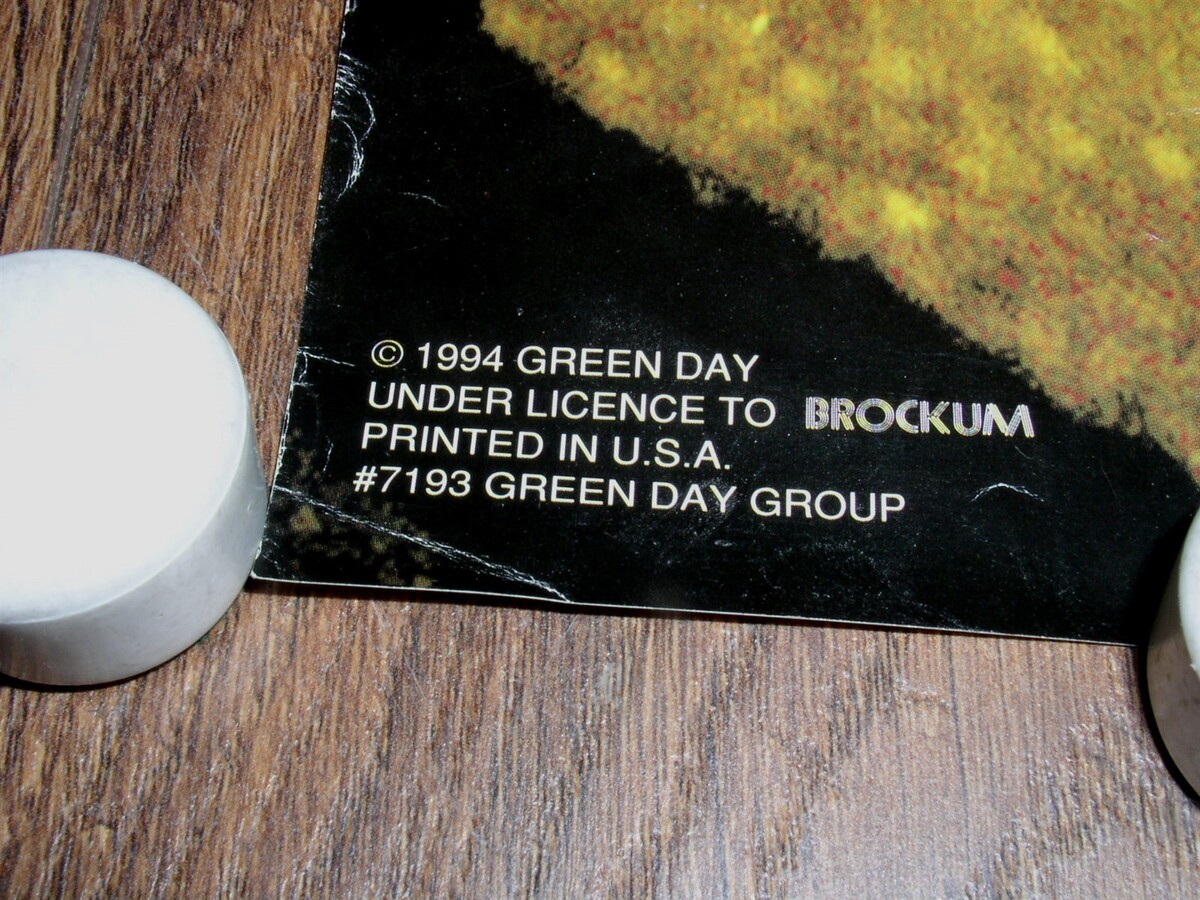 © 1994 GREEN DAY
UNDER LICENCE TO BROCKUM
PRINTED IN U.S.A.
#7193 GREEN DAY GROUP